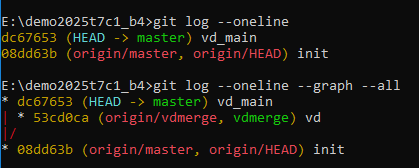 E:\demo2025t7c1_b4>git log --oneline
dc67653 (HEAD -> master) vd_main
08dd63b (origin/master, origin/HEAD) init
E:\demo2025t7c1_b4>git log --oneline --graph --all
* dc67653 (HEAD -> master) vd_main
| * 53cd0ca (origin/vdmerge, vdmerge) vd
|/
* 08dd63b (origin/master, origin/HEAD) init